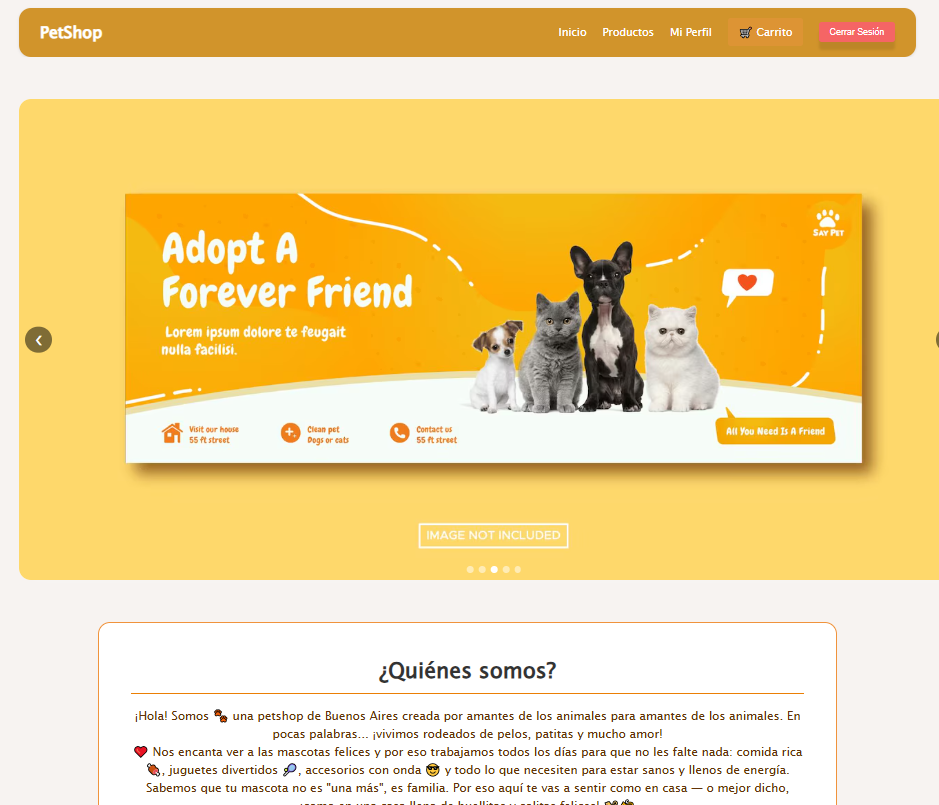 PetShop
Inicio Productos Mi Perfil 🛒 Carrito Cerrar Sesión
Adopt A
Forever Friend
Lorem ipsum dolore te feugait
nulla facilisi.
SAY PET
Visit our house
55 ft street
Clean pet
Dogs or cats
Contact us
55 ft street
All You Need Is A Friend
IMAGE NOT INCLUDED
¿Quiénes somos?
¡Hola! Somos 🐾 una petshop de Buenos Aires creada por amantes de los animales para amantes de los animales. En
pocas palabras... ¡vivimos rodeados de pelos, patitas y mucho amor!
❤️ Nos encanta ver a las mascotas felices y por eso trabajamos todos los días para que no les falte nada: comida rica
🍖, juguetes divertidos 🎾, accesorios con onda 😎 y todo lo que necesiten para estar sanos y llenos de energía.
Sabemos que tu mascota no es "una más", es familia. Por eso aquí te vas a sentir como en casa — o mejor dicho,